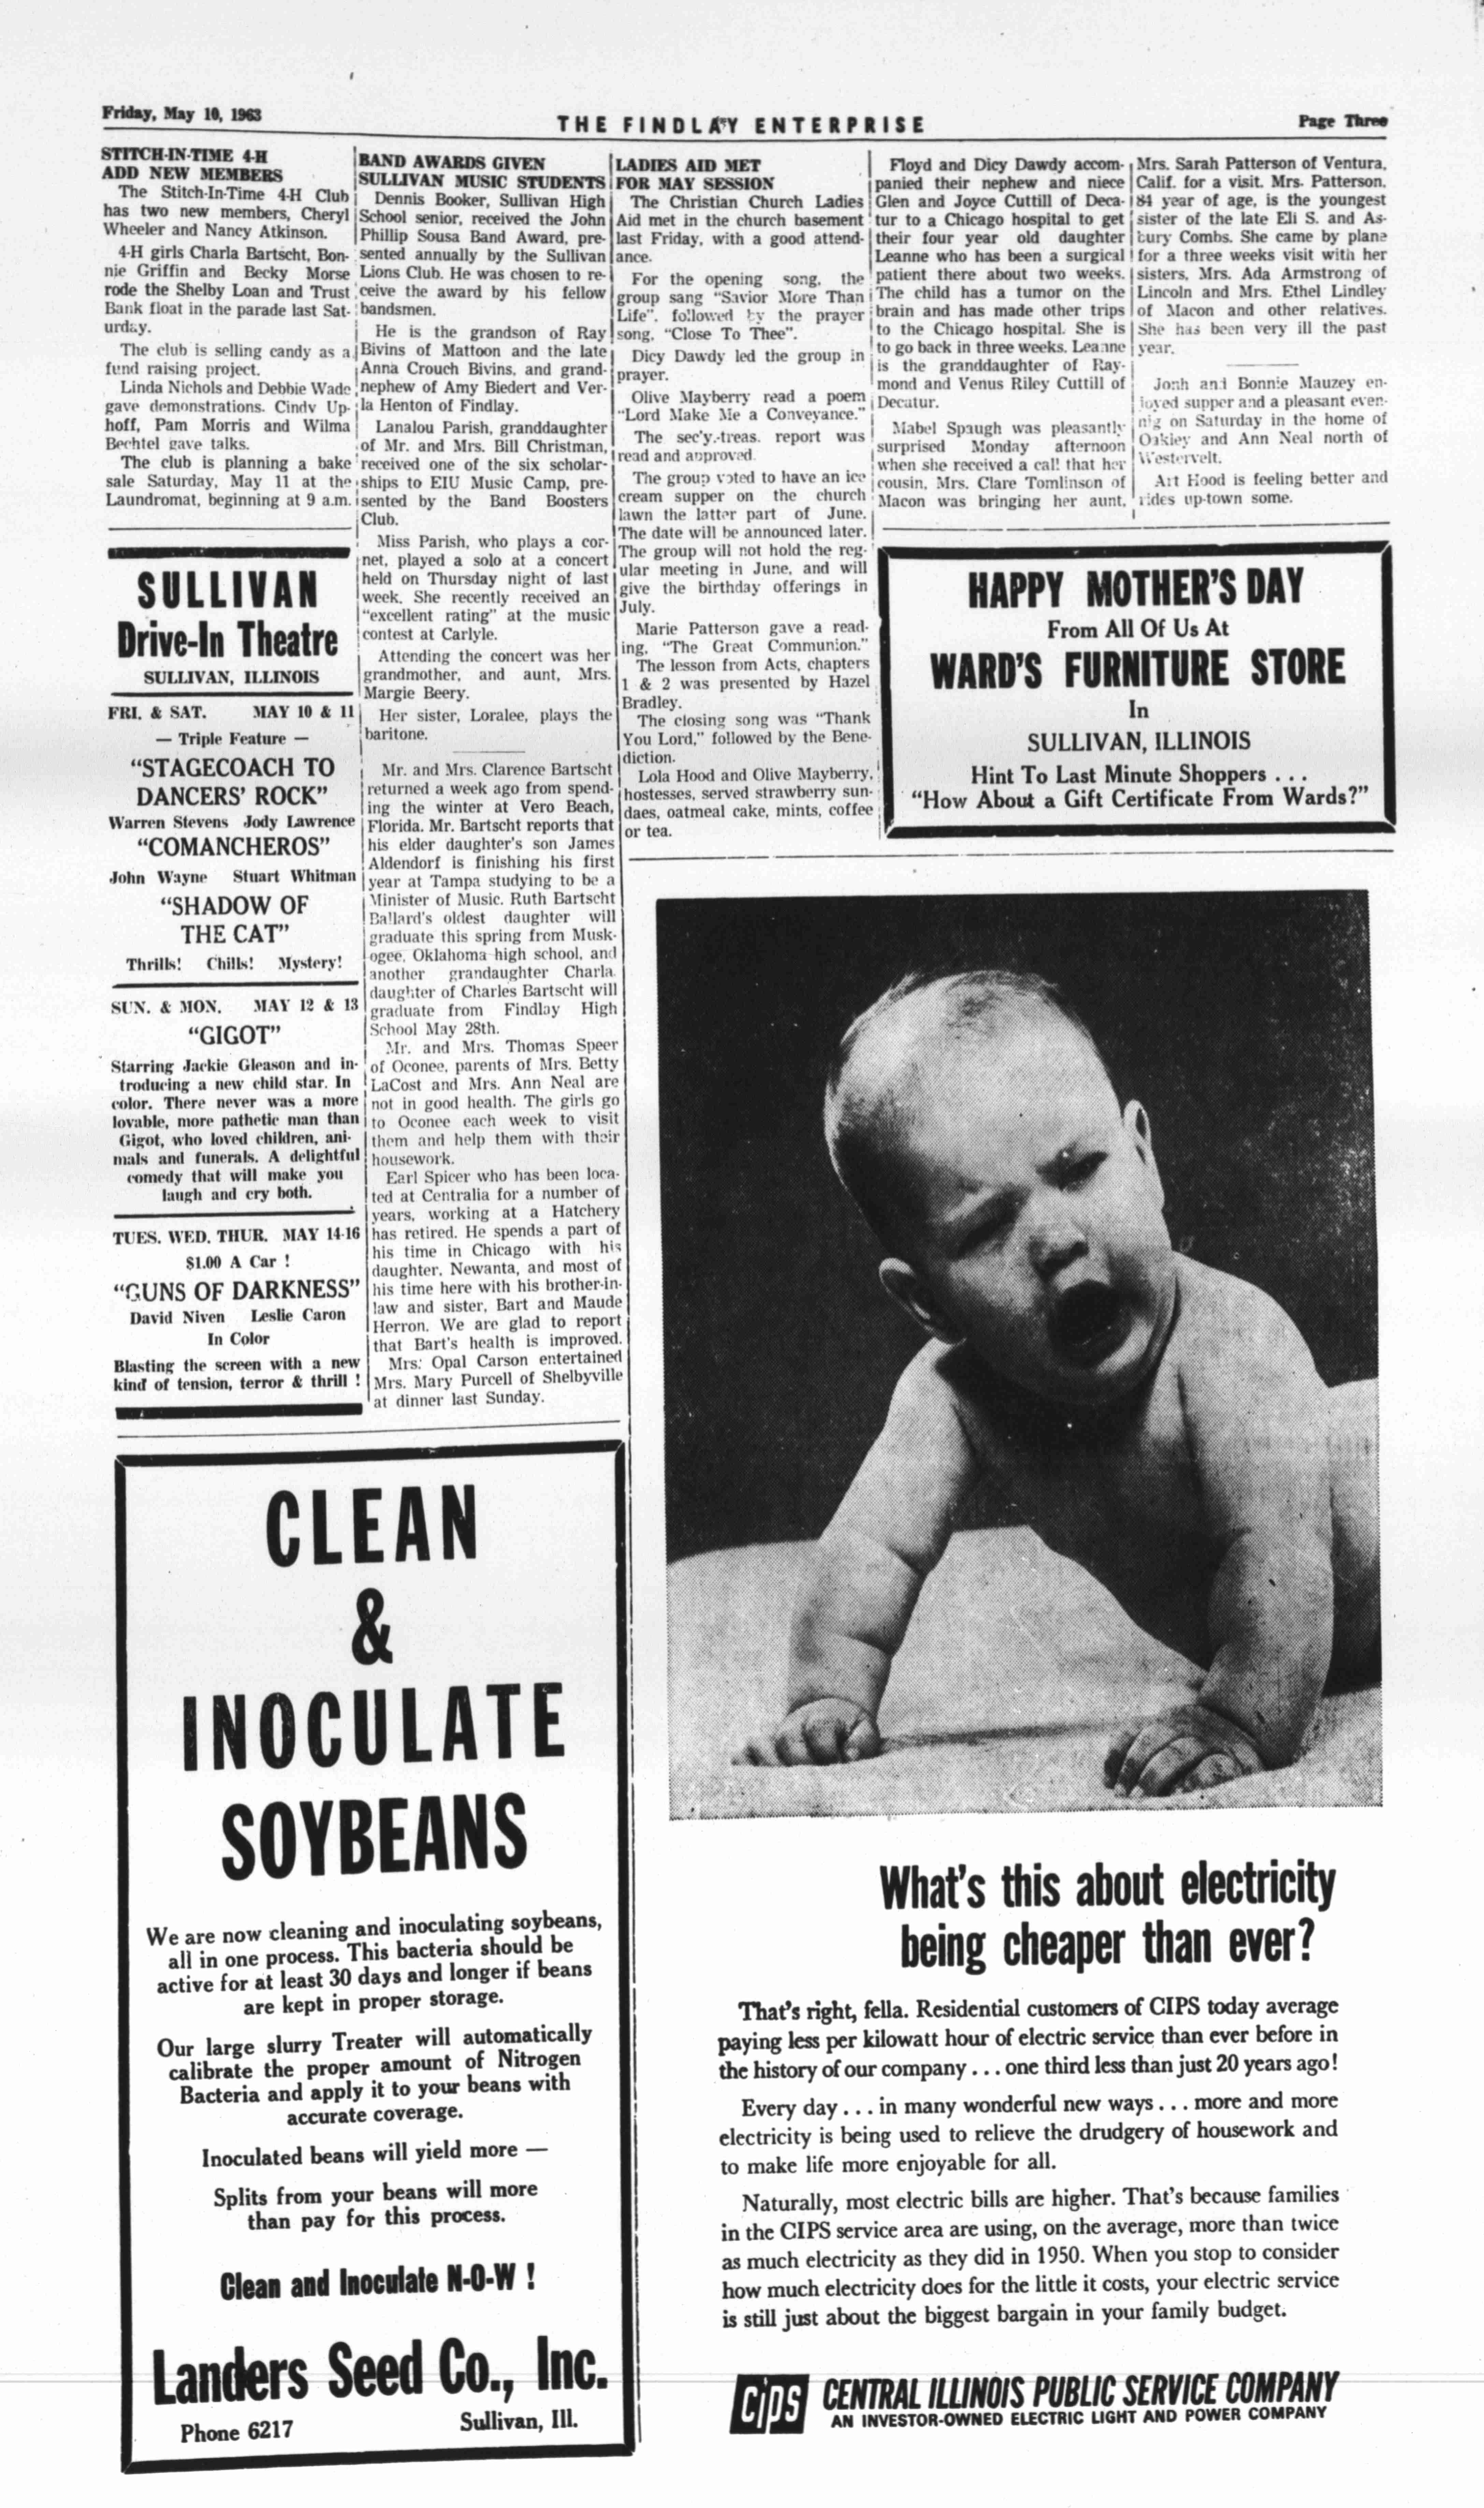 Friday, May 10, 1963
THE FINDLAY ENTERPRISE
Page Three
STITCH-IN-TIME 4-H
ADD NEW MEMBERS
The Stitch-In-Time 4-H Club
has two new members, Cheryl
Wheeler and Nancy Atkinson.
4-H girls Charla Bartscht, Bon-
nie Griffin and Becky Morse
rode the Shelby Loan and Trust
Bank float in the parade last Sat-
urday.
The club is selling candy as a
fund raising project.
Linda Nichols and Debbie Wade
gave demonstrations. Cindy Up-
hoff, Pam Morris and Wilma
Bechtel gave talks.
The club is planning a bake
sale Saturday, May 11 at the
Laundromat, beginning at 9 a.m.
SULLIVAN
Drive-In Theatre
SULLIVAN, ILLINOIS
FRI. & SAT. MAY 10 & 11
— Triple Feature —
"STAGECOACH TO
DANCERS' ROCK"
Warren Stevens Jody Lawrence
"COMANCHEROS"
John Wayne Stuart Whitman
"SHADOW OF
THE CAT"
Thrills! Chills! Mystery!
SUN. & MON. MAY 12 & 13
"GIGOT"
Starring Jackie Gleason and in-
troducing a new child star. In
color. There never was a more
lovable, more pathetic man than
Gigot, who loved children, ani-
mals and funerals. A delightful
comedy that will make you
laugh and cry both.
TUES. WED. THUR. MAY 14-16
$1.00 A Car !
"GUNS OF DARKNESS"
David Niven Leslie Caron
In Color
Blasting the screen with a new
kind of tension, terror & thrill !
BAND AWARDS GIVEN
SULLIVAN MUSIC STUDENTS
Dennis Booker, Sullivan High
School senior, received the John
Phillip Sousa Band Award, pre-
sented annually by the Sullivan
Lions Club. He was chosen to re-
ceive the award by his fellow
bandsmen.
He is the grandson of Ray
Bivins of Mattoon and the late
Anna Crouch Bivins, and grand-
nephew of Amy Biedert and Ver-
la Henton of Findlay.
Lanalou Parish, granddaughter
of Mr. and Mrs. Bill Christman,
received one of the six scholar-
ships to EIU Music Camp, pre-
sented by the Band Boosters
Club.
Miss Parish, who plays a cor-
net, played a solo at a concert
held on Thursday night of last
week. She recently received an
"excellent rating" at the music
contest at Carlyle.
Attending the concert was her
grandmother, and aunt, Mrs.
Margie Beery.
Her sister, Loralee, plays the
baritone.
Mr. and Mrs. Clarence Bartscht
returned a week ago from spend-
ing the winter at Vero Beach,
Florida. Mr. Bartscht reports that
his elder daughter's son James
Aldendorf is finishing his first
year at Tampa studying to be a
Minister of Music. Ruth Bartscht
Ballard's oldest daughter will
graduate this spring from Musk-
ogee, Oklahoma high school, and
another grandaughter Charla,
daughter of Charles Bartscht will
graduate from Findlay High
School May 28th.
Mr. and Mrs. Thomas Speer
of Oconee, parents of Mrs. Betty
LaCost and Mrs. Ann Neal are
not in good health. The girls go
to Oconee each week to visit
them and help them with their
housework.
Earl Spicer who has been loca-
ted at Centralia for a number of
years, working at a Hatchery
has retired. He spends a part of
his time in Chicago with his
daughter, Newanta, and most of
his time here with his brother-in-
law and sister, Bart and Maude
Herron. We are glad to report
that Bart's health is improved.
Mrs. Opal Carson entertained
Mrs. Mary Purcell of Shelbyville
at dinner last Sunday.
LADIES AID MET
FOR MAY SESSION
The Christian Church Ladies
Aid met in the church basement
last Friday, with a good attend-
ance.
For the opening song, the
group sang "Savior More Than
Life", followed by the prayer
song, "Close To Thee".
Dicy Dawdy led the group in
prayer.
Olive Mayberry read a poem
"Lord Make Me a Conveyance."
The sec'y.-treas. report was
read and approved.
The group voted to have an ice
cream supper on the church
lawn the latter part of June.
The date will be announced later.
The group will not hold the reg-
ular meeting in June, and will
give the birthday offerings in
July.
Marie Patterson gave a read-
ing, "The Great Communion."
The lesson from Acts, chapters
1 & 2 was presented by Hazel
Bradley.
The closing song was "Thank
You Lord," followed by the Bene-
diction.
Lola Hood and Olive Mayberry,
hostesses, served strawberry sun-
daes, oatmeal cake, mints, coffee
or tea.
Floyd and Dicy Dawdy accom-
panied their nephew and niece
Glen and Joyce Cuttill of Deca-
tur to a Chicago hospital to get
their four year old daughter
Leanne who has been a surgical
patient there about two weeks.
The child has a tumor on the
brain and has made other trips
to the Chicago hospital. She is
to go back in three weeks. Leanne
is the granddaughter of Ray-
mond and Venus Riley Cuttill of
Decatur.
Mabel Spaugh was pleasantly
surprised Monday afternoon
when she received a call that her
cousin, Mrs. Clare Tomlinson of
Macon was bringing her aunt,
Mrs. Sarah Patterson of Ventura,
Calif. for a visit. Mrs. Patterson,
84 year of age, is the youngest
sister of the late Eli S. and As-
bury Combs. She came by plane
for a three weeks visit with her
sisters, Mrs. Ada Armstrong of
Lincoln and Mrs. Ethel Lindley
of Macon and other relatives.
She has been very ill the past
year.
Jonh and Bonnie Mauzey en-
joyed supper and a pleasant even-
nig on Saturday in the home of
Oakley and Ann Neal north of
Westervelt.
Art Hood is feeling better and
rides up-town some.
HAPPY MOTHER'S DAY
From All Of Us At
WARD'S FURNITURE STORE
In
SULLIVAN, ILLINOIS
Hint To Last Minute Shoppers . . .
"How About a Gift Certificate From Wards?"
CLEAN
&
INOCULATE
SOYBEANS
We are now cleaning and inoculating soybeans,
all in one process. This bacteria should be
active for at least 30 days and longer if beans
are kept in proper storage.
Our large slurry Treater will automatically
calibrate the proper amount of Nitrogen
Bacteria and apply it to your beans with
accurate coverage.
Inoculated beans will yield more —
Splits from your beans will more
than pay for this process.
Clean and Inoculate N-O-W !
Landers Seed Co., Inc.
Phone 6217 Sullivan, Ill.
What's this about electricity
being cheaper than ever?
That's right, fella. Residential customers of CIPS today average
paying less per kilowatt hour of electric service than ever before in
the history of our company . . . one third less than just 20 years ago!
Every day . . . in many wonderful new ways . . . more and more
electricity is being used to relieve the drudgery of housework and
to make life more enjoyable for all.
Naturally, most electric bills are higher. That's because families
in the CIPS service area are using, on the average, more than twice
as much electricity as they did in 1950. When you stop to consider
how much electricity does for the little it costs, your electric service
is still just about the biggest bargain in your family budget.
CIPS
CENTRAL ILLINOIS PUBLIC SERVICE COMPANY
AN INVESTOR-OWNED ELECTRIC LIGHT AND POWER COMPANY